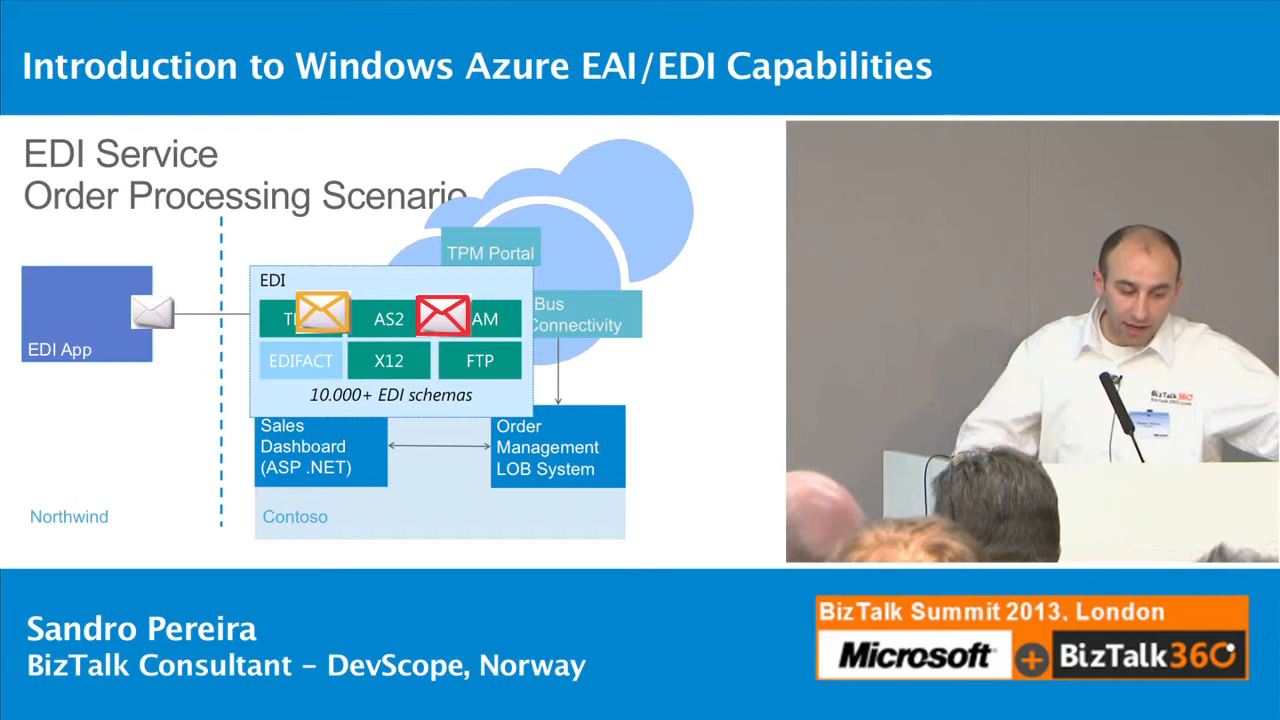 Introduction to Windows Azure EAI/EDI Capabilities
EDI Service
Order Processing Scenario
TPM Portal
EDI
Bus
Connectivity
AS2
AM
EDI App
EDIFACT
X12
FTP
10.000+ EDI schemas
Sales
Dashboard
(ASP .NET)
Order
Management
LOB System
Northwind
Contoso
BizTalk360
Sandro Pereira
BizTalk Consultant – DevScope, Norway
BizTalk Summit 2013, London
Microsoft + BizTalk360